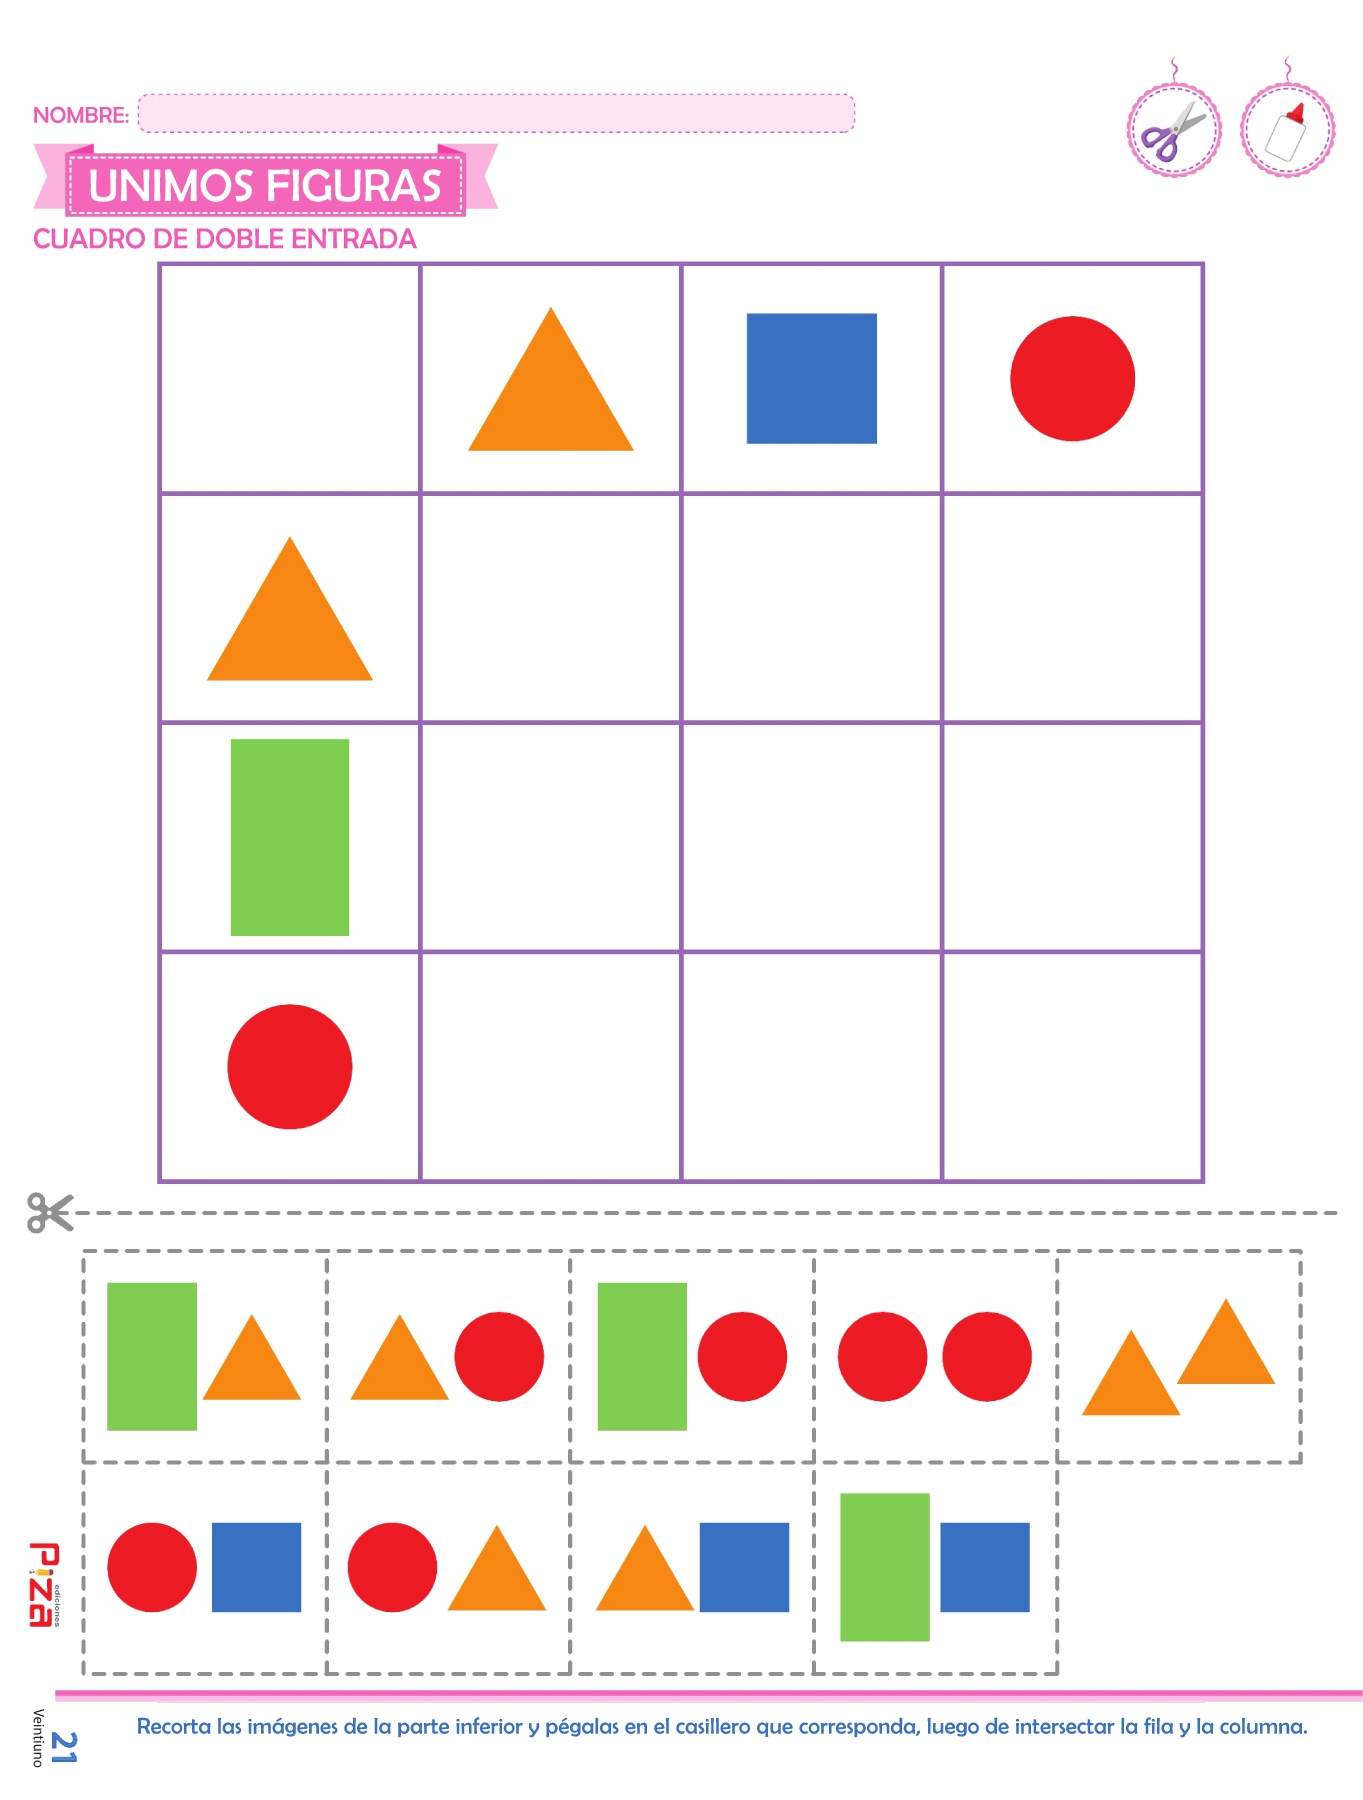 NOMBRE:
UNIMOS FIGURAS
CUADRO DE DOBLE ENTRADA
PIZA
ediciones
21
Veintiuno
Recorta las imágenes de la parte inferior y pégalas en el casillero que corresponda, luego de intersectar la fila y la columna.